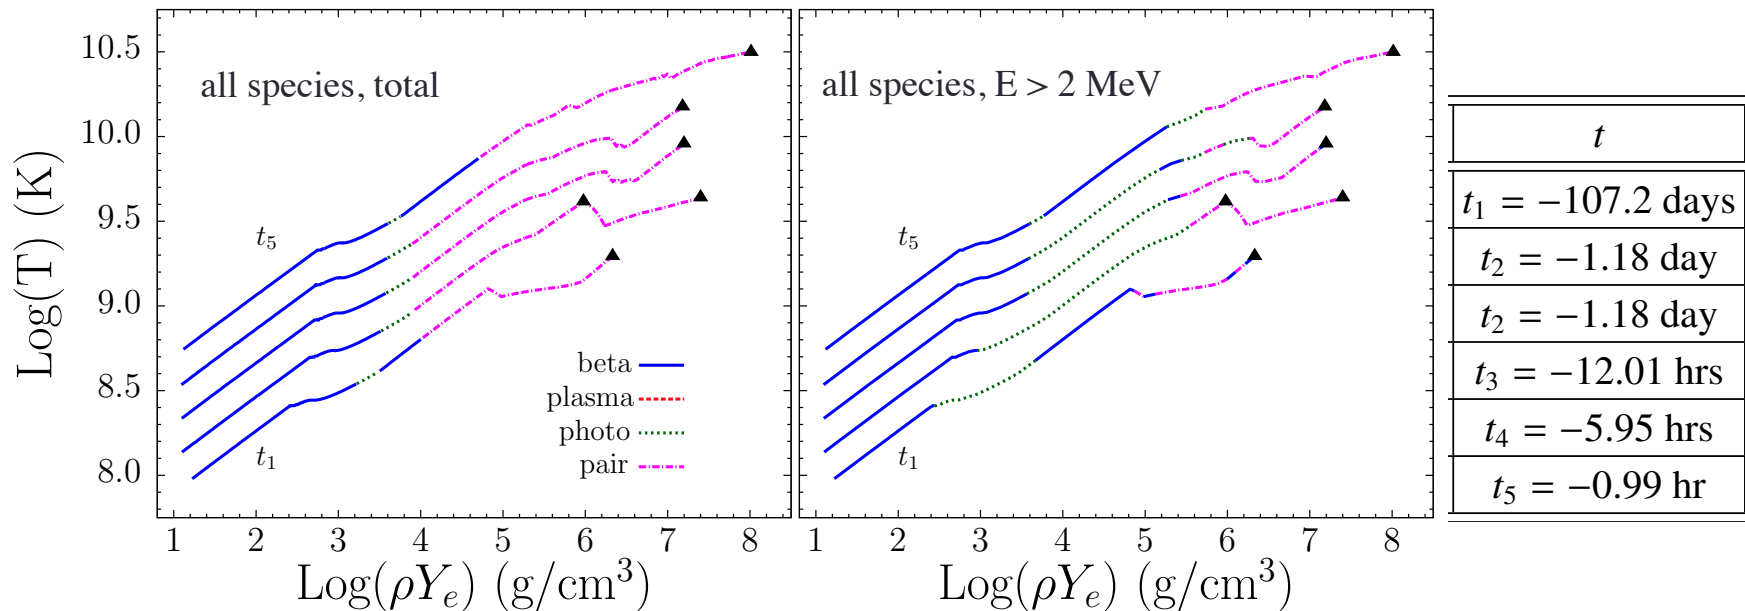 all species, total
10.5
10.0
9.5
9.0
8.5
8.0
Log(T) (K)
t₅
t₁
beta
plasma
photo
pair
1 2 3 4 5 6 7 8
Log(ρYₑ) (g/cm³)
all species, E > 2 MeV
t₅
t₁
1 2 3 4 5 6 7 8
Log(ρYₑ) (g/cm³)
t
t₁ = −107.2 days
t₂ = −1.18 day
t₂ = −1.18 day
t₃ = −12.01 hrs
t₄ = −5.95 hrs
t₅ = −0.99 hr